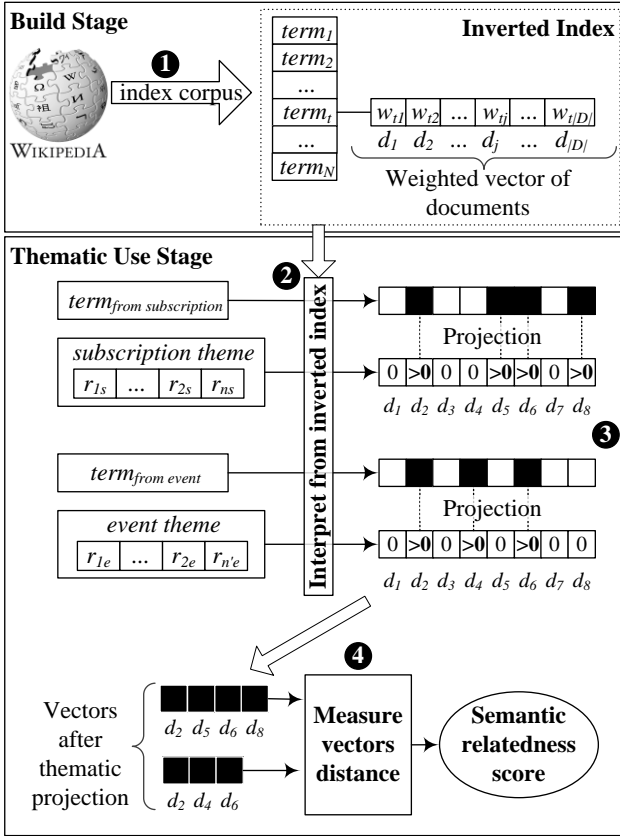 Build Stage
Inverted Index
1
index corpus
WIKIPEDIA
term1
term2
...
termt
...
termN
wt1 wt2 ... wtj ... wt|D|
d1 d2 ... dj ... d|D|
Weighted vector of
documents
Thematic Use Stage
2
Interpret from inverted index
termfrom subscription
Projection
subscription theme
r1s ... r2s rns
0 >0 0 0 >0 >0 0 >0
d1 d2 d3 d4 d5 d6 d7 d8
3
termfrom event
Projection
event theme
r1e ... r2e rn'e
0 >0 0 >0 0 >0 0 0
d1 d2 d3 d4 d5 d6 d7 d8
4
Vectors
after
thematic
projection
d2 d5 d6 d8
d2 d4 d6
Measure
vectors
distance
Semantic
relatedness
score